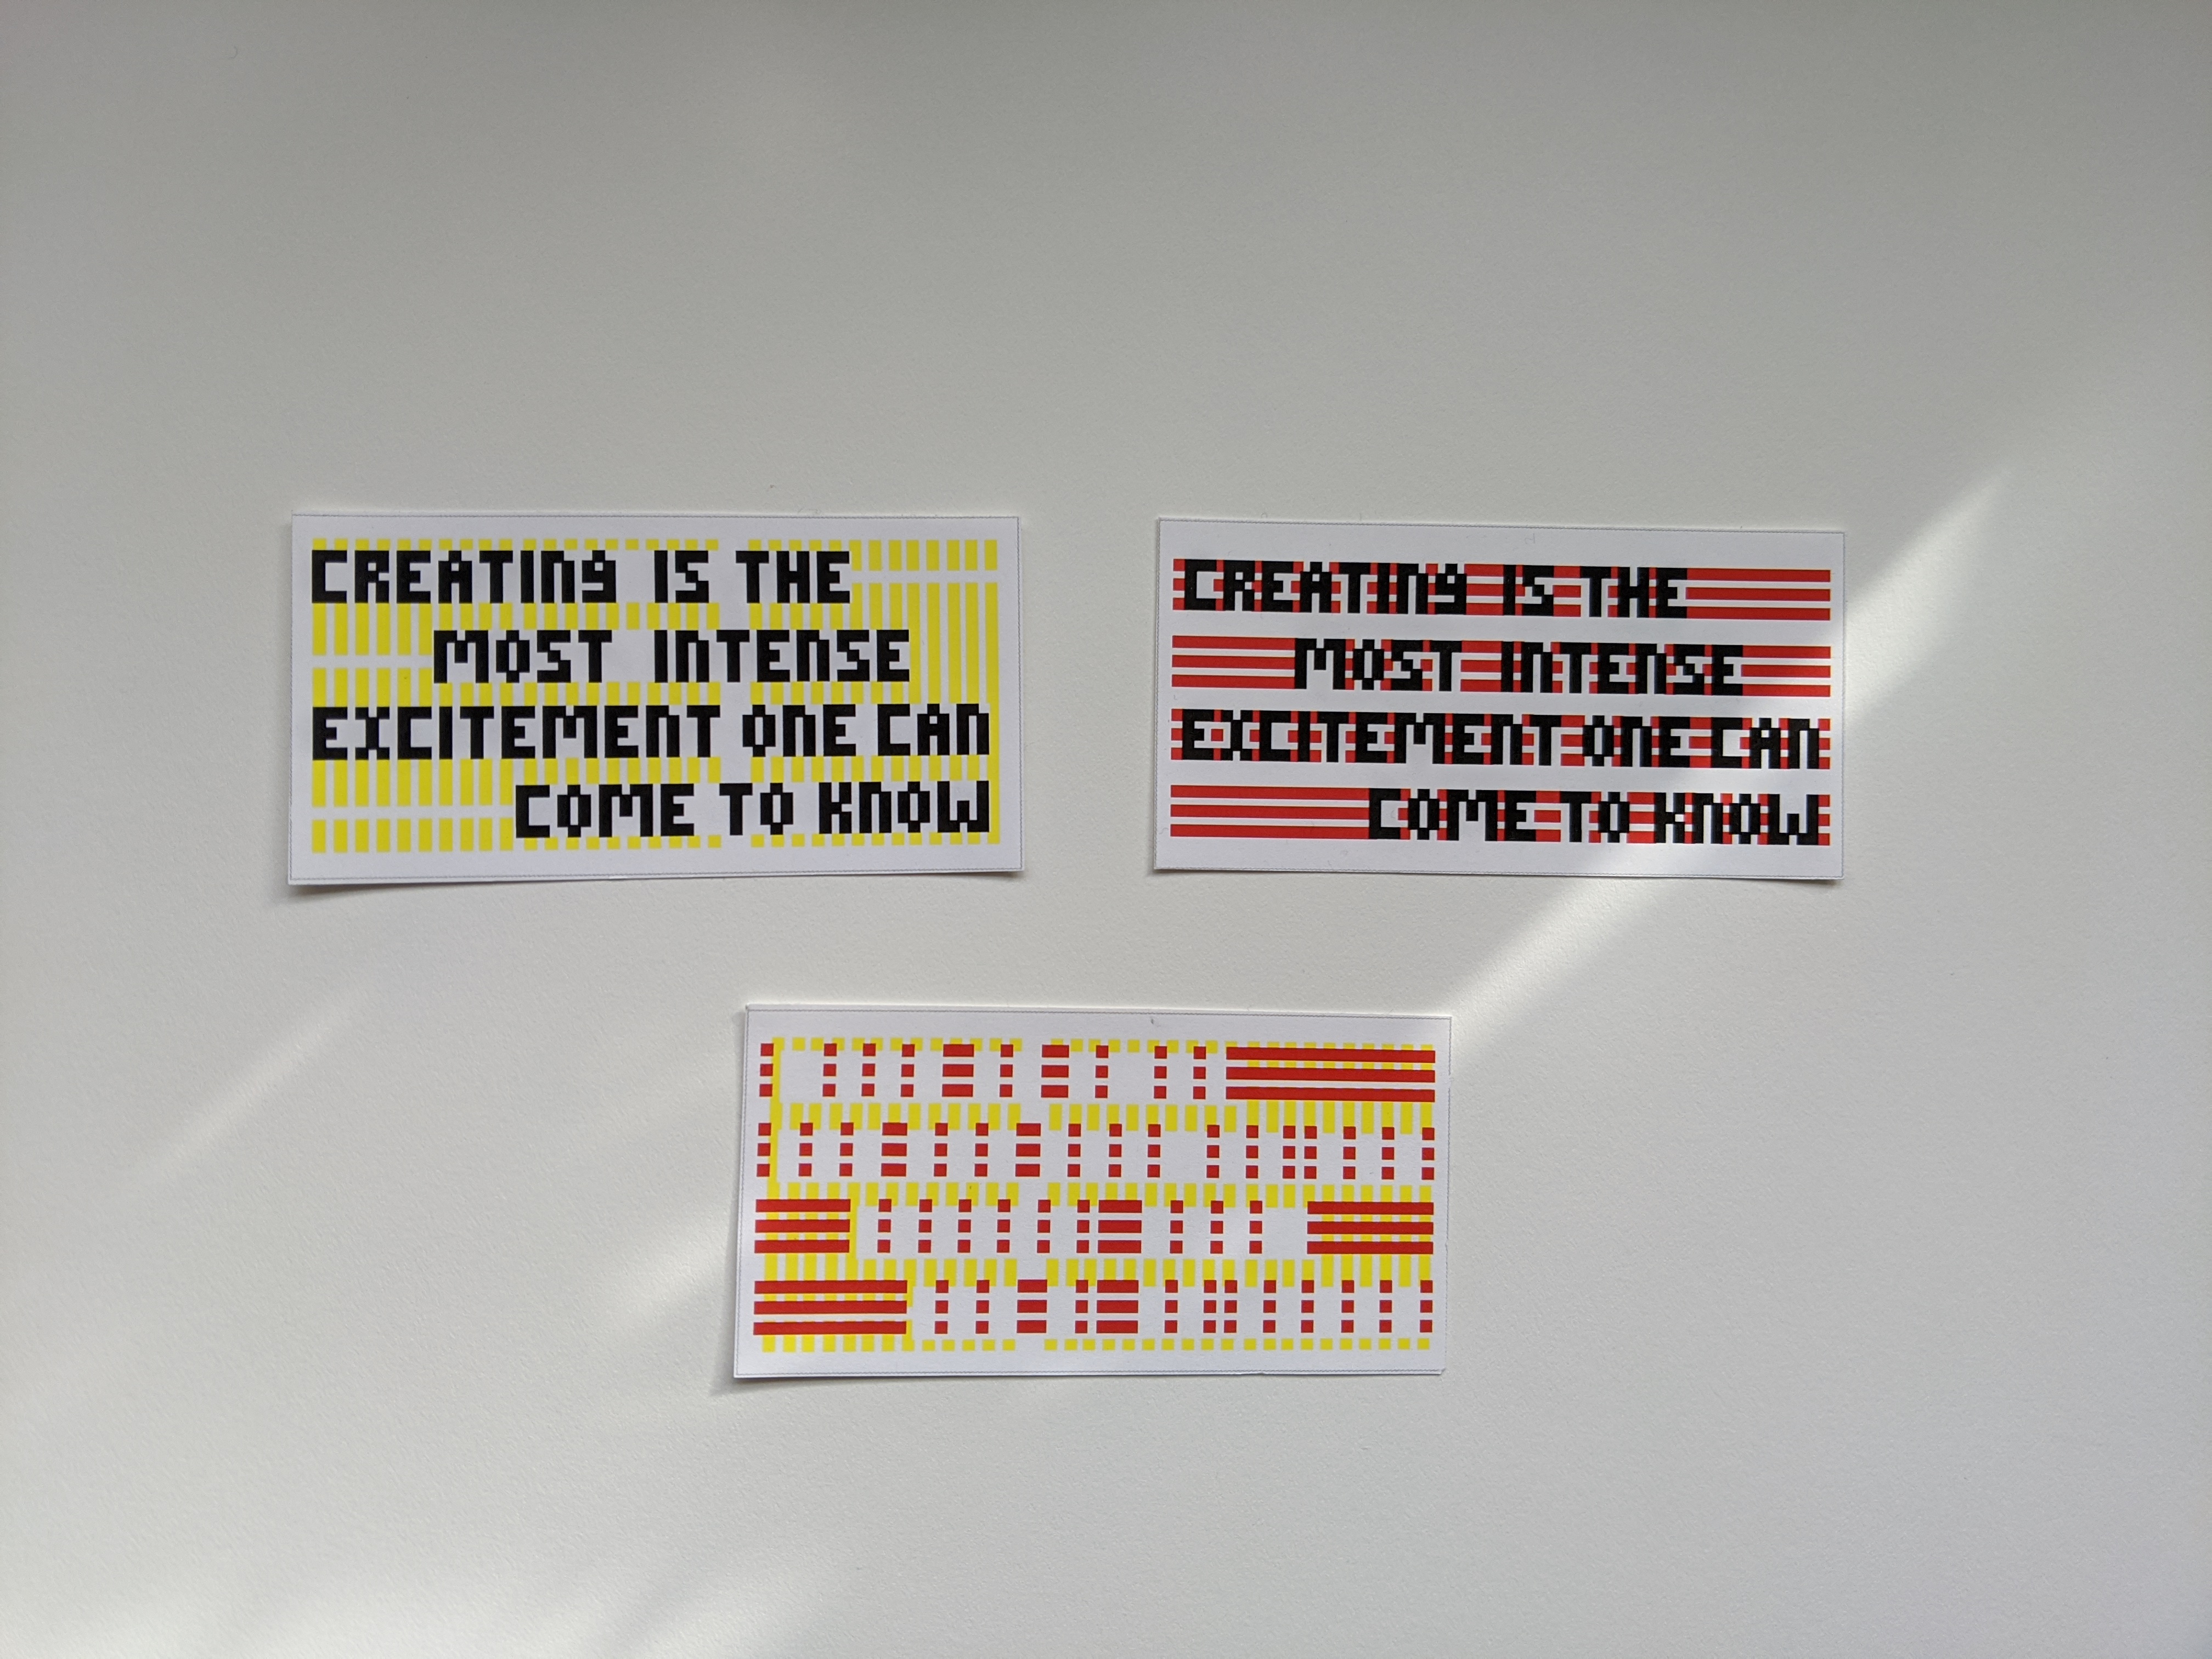 CREATINg IS THE
MOST INTENSE
EXCITEMENT ONE CAN
COME TO KNOW
CREATINg IS THE
MOST INTENSE
EXCITEMENT ONE CAN
COME TO KNOW